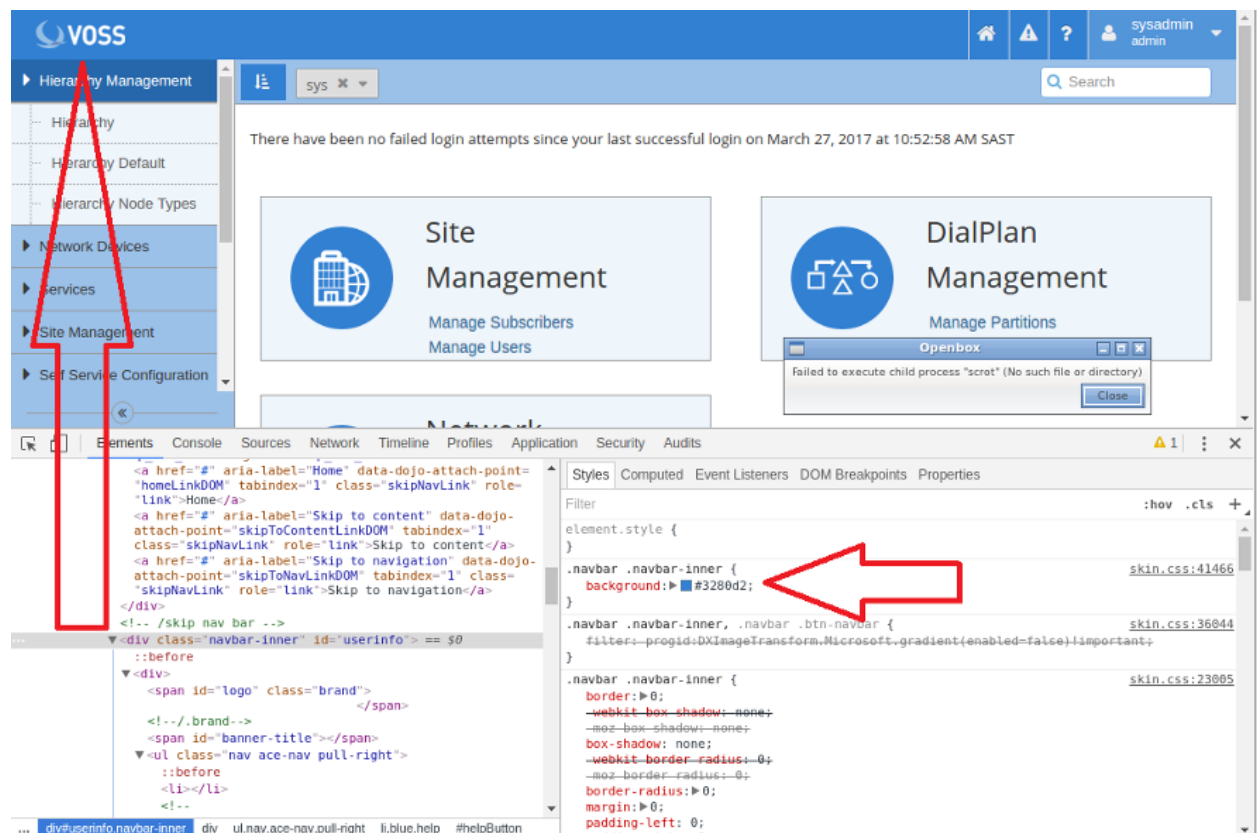 VOSS
sysadmin
admin
?
Hierarchy Management
sys
Search
Hierarchy
Hierarchy Default
Hierarchy Node Types
Network Devices
Services
Site Management
Self Service Configuration
There have been no failed login attempts since your last successful login on March 27, 2017 at 10:52:58 AM SAST
Site
Management
Manage Subscribers
Manage Users
DialPlan
Management
Manage Partitions
Openbox
Failed to execute child process "scrot" (No such file or directory)
Close
Network
Elements Console Sources Network Timeline Profiles Application Security Audits
1
<a href="#" aria-label="Home" data-dojo-attach-point=
"homeLinkDOM" tabindex="1" class="skipNavLink" role=
"link">Home</a>
<a href="#" aria-label="Skip to content" data-dojo-
attach-point="skipToContentLinkDOM" tabindex="1"
class="skipNavLink" role="link">Skip to content</a>
<a href="#" aria-label="Skip to navigation" data-dojo-
attach-point="skipToNavLinkDOM" tabindex="1" class=
"skipNavLink" role="link">Skip to navigation</a>
</div>
<!-- /skip nav bar -->
... ▼<div class="navbar-inner" id="userinfo"> == $0
::before
▼<div>
<span id="logo" class="brand">
</span>
<!--/.brand-->
<span id="banner-title"></span>
▼<ul class="nav ace-nav pull-right">
::before
<li></li>
<!--
... div#userinfo.navbar-inner div ul.nav.ace-nav.pull-right li.blue.help #helpButton
Styles Computed Event Listeners DOM Breakpoints Properties
Filter
:hov .cls +
element.style {
}
.navbar .navbar-inner { skin.css:41466
background:▶#3280d2;
}
.navbar .navbar-inner, .navbar .btn-navbar { skin.css:36044
filter: progid:DXImageTransform.Microsoft.gradient(enabled=false)!important;
}
.navbar .navbar-inner { skin.css:23005
border:▶0;
-webkit-box-shadow: none;
-moz-box-shadow: none;
box-shadow: none;
-webkit-border-radius: 0;
-moz-border-radius: 0;
border-radius:▶0;
margin:▶0;
padding-left: 0;